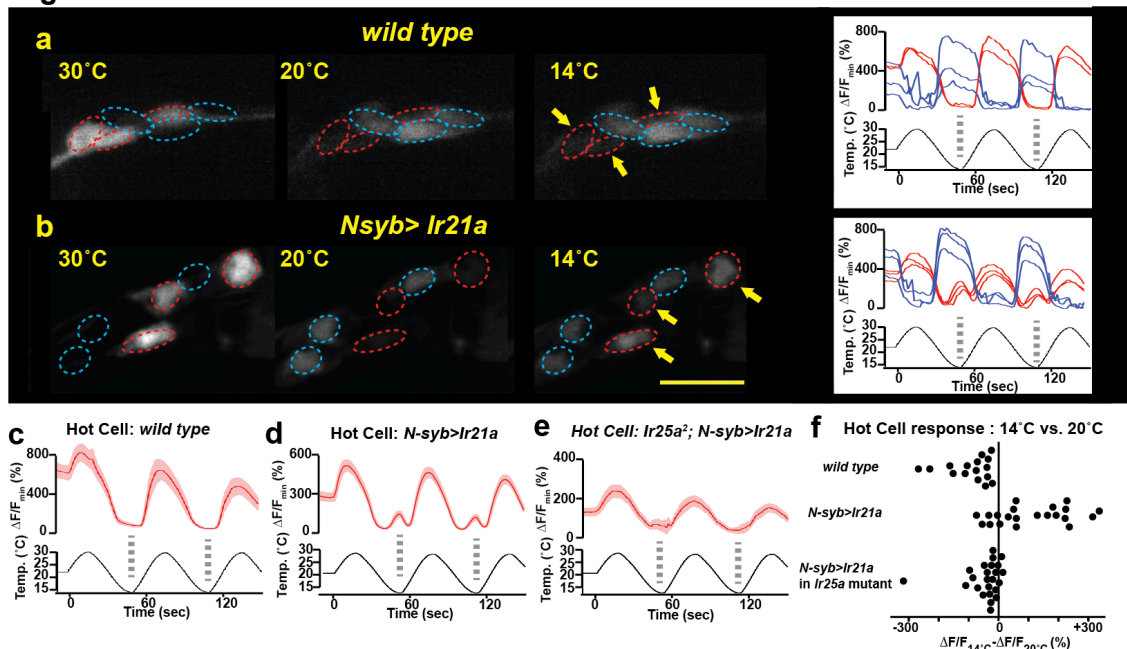 a
wild type
30˚C
20˚C
14˚C
b
Nsyb> Ir21a
30˚C
20˚C
14˚C
ΔF/Fmin (%)
800
400
0
Temp. (˚C)
30
25
20
15
0 60 120
Time (sec)
ΔF/Fmin (%)
800
400
0
Temp. (˚C)
30
25
20
15
0 60 120
Time (sec)
c
Hot Cell: wild type
ΔF/Fmin (%)
800
400
0
Temp. (˚C)
30
25
20
15
0 60 120
Time (sec)
d
Hot Cell: N-syb>Ir21a
ΔF/Fmin (%)
600
300
0
Temp. (˚C)
30
25
20
15
0 60 120
Time (sec)
e
Hot Cell: Ir25a²; N-syb>Ir21a
ΔF/Fmin (%)
400
200
0
Temp. (˚C)
30
25
20
15
0 60 120
Time (sec)
f
Hot Cell response : 14˚C vs. 20˚C
wild type
N-syb>Ir21a
N-syb>Ir21a
in Ir25a mutant
-300 0 +300
ΔF/F14˚C-ΔF/F20˚C (%)